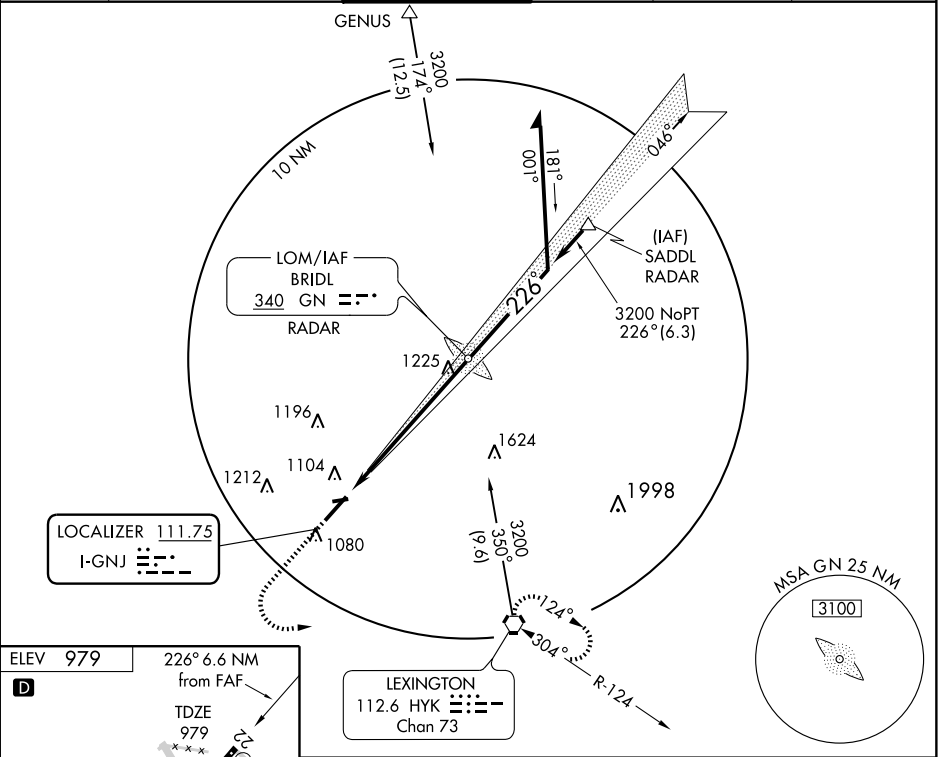 GENUS
3200
174°
(12.5)
10 NM
181°
001°
046°
(IAF)
SADDL
RADAR
LOM/IAF
BRIDL
340 GN
RADAR
226°
3200 NoPT
226° (6.3)
1225
1196
1624
1104
1212
1998
LOCALIZER 111.75
I-GNJ
1080
3200
350°
(9.6)
MSA GN 25 NM
3100
124°
304°
R-124
LEXINGTON
112.6 HYK
Chan 73
ELEV 979
D
226° 6.6 NM
from FAF
TDZE
979
22